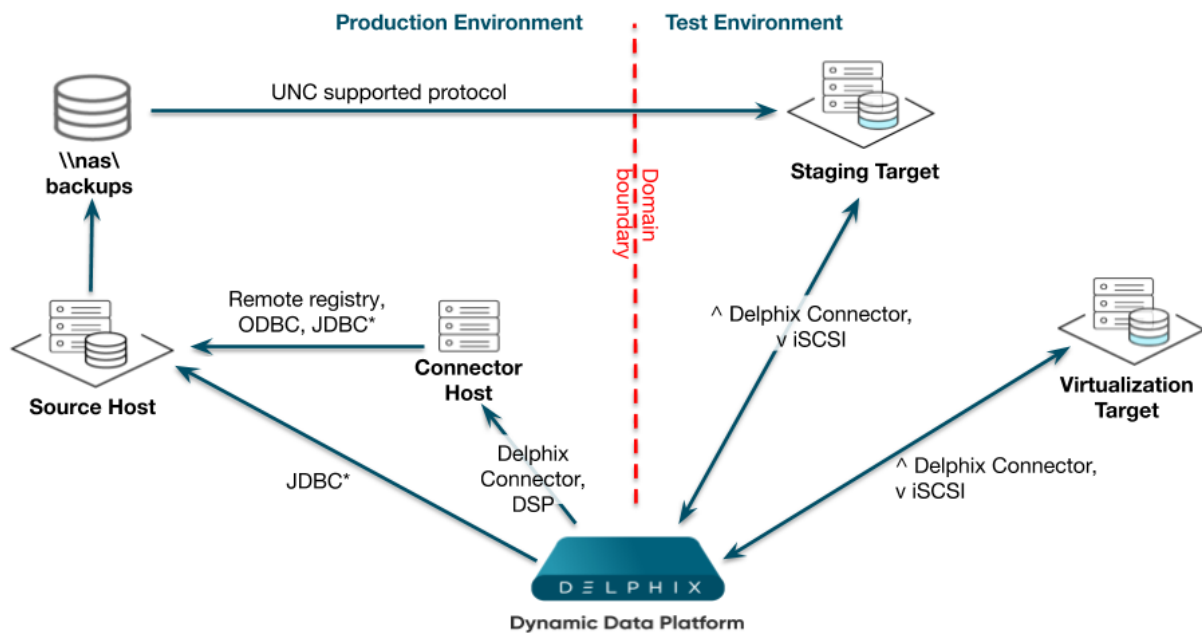 Production Environment
Test Environment
UNC supported protocol
\\nas\
backups
Staging Target
Domain
boundary
Remote registry,
ODBC, JDBC*
Connector
Host
Source Host
^ Delphix Connector,
v iSCSI
Virtualization
Target
JDBC*
Delphix
Connector,
DSP
^ Delphix Connector,
v iSCSI
DΞLPHIX
Dynamic Data Platform